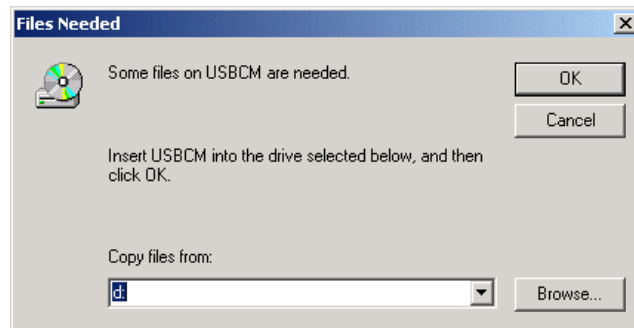 Files Needed
Some files on USBCM are needed.
OK
Cancel
Insert USBCM into the drive selected below, and then
click OK.
Copy files from:
d:
Browse...